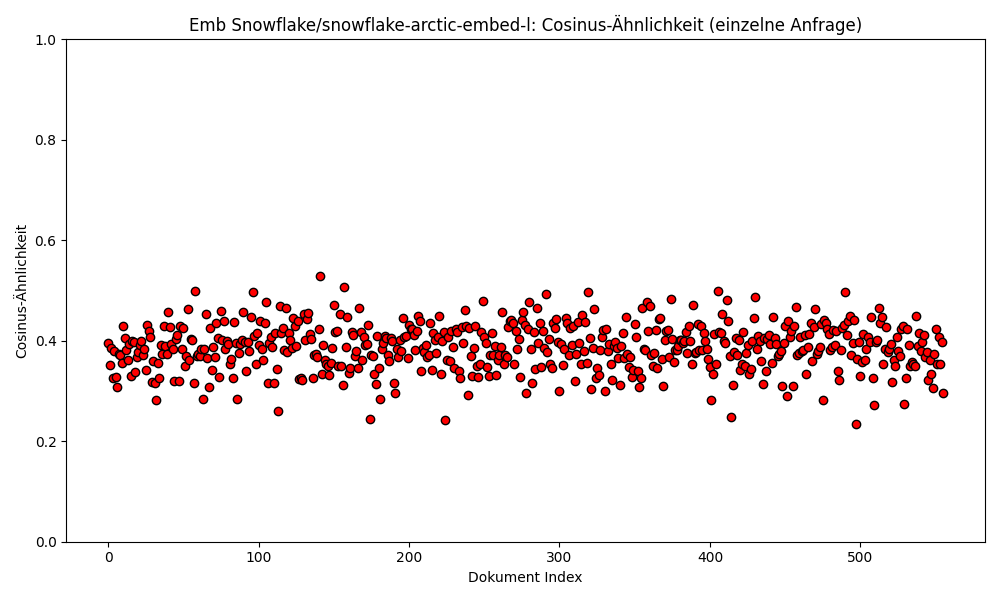 Emb Snowflake/snowflake-arctic-embed-l: Cosinus-Ähnlichkeit (einzelne Anfrage)
1.0
0.8
0.6
0.4
0.2
0.0
Cosinus-Ähnlichkeit
0 100 200 300 400 500
Dokument Index